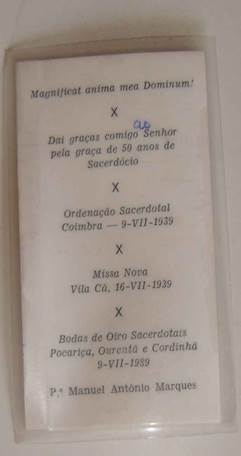 Magnificat anima mea Dominum!
X
ao
Dai graças comigo Senhor
pela graça de 50 anos de
Sacerdócio
X
Ordenação Sacerdotal
Coimbra — 9-VII-1939
X
Missa Nova
Vila Cã, 16-VII-1939
X
Bodas de Oiro Sacerdotais
Pocariça, Ourentã e Cordinhã
9-VII-1989
P.e Manuel António Marques